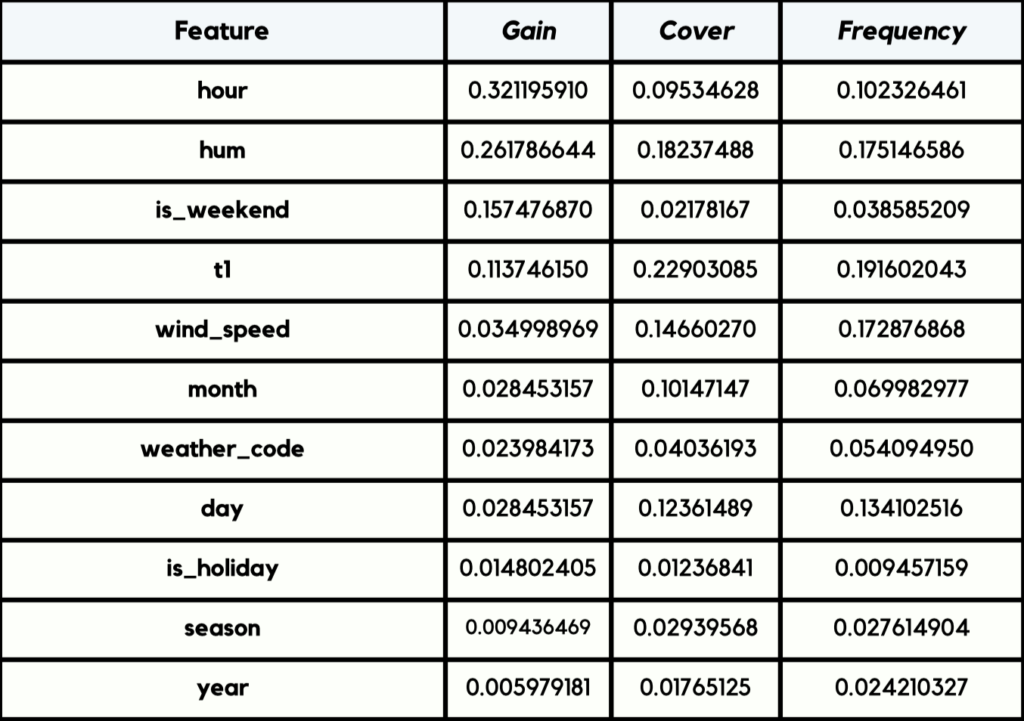 Feature Gain Cover Frequency
hour 0.321195910 0.09534628 0.102326461
hum 0.261786644 0.18237488 0.175146586
is_weekend 0.157476870 0.02178167 0.038585209
t1 0.113746150 0.22903085 0.191602043
wind_speed 0.034998969 0.14660270 0.172876868
month 0.028453157 0.10147147 0.069982977
weather_code 0.023984173 0.04036193 0.054094950
day 0.028453157 0.12361489 0.134102516
is_holiday 0.014802405 0.01236841 0.009457159
season 0.009436469 0.02939568 0.027614904
year 0.005979181 0.01765125 0.024210327